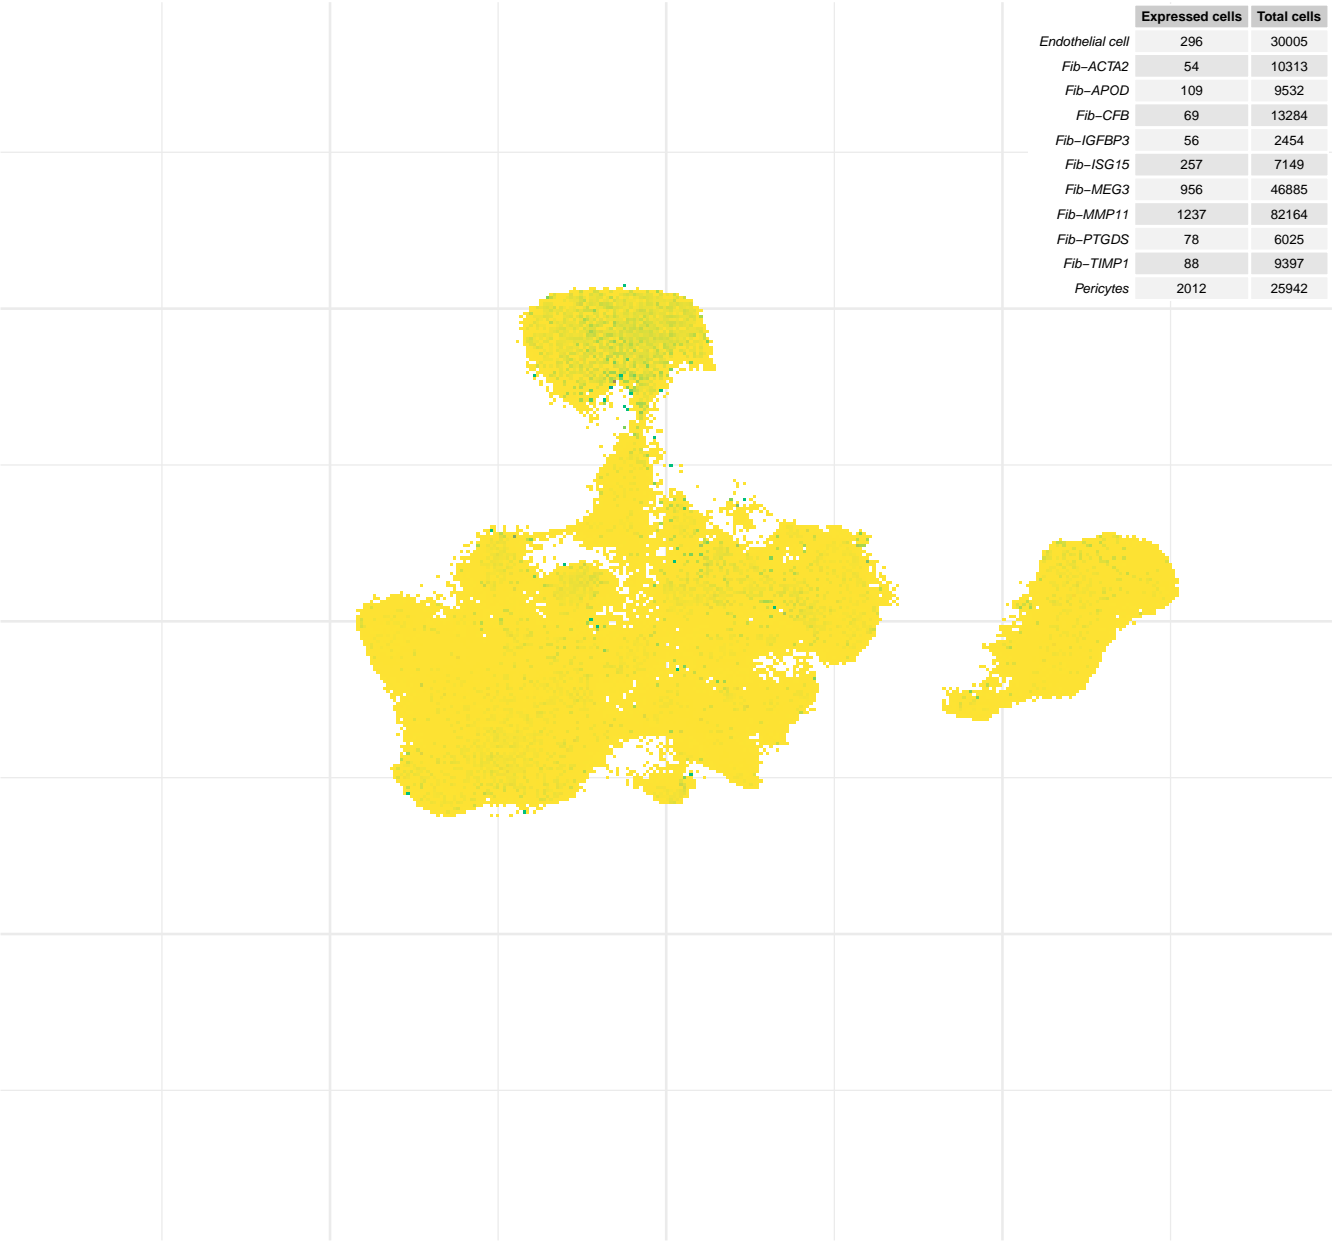 Expressed cells Total cells
Endothelial cell 296 30005
Fib−ACTA2 54 10313
Fib−APOD 109 9532
Fib−CFB 69 13284
Fib−IGFBP3 56 2454
Fib−ISG15 257 7149
Fib−MEG3 956 46885
Fib−MMP11 1237 82164
Fib−PTGDS 78 6025
Fib−TIMP1 88 9397
Pericytes 2012 25942